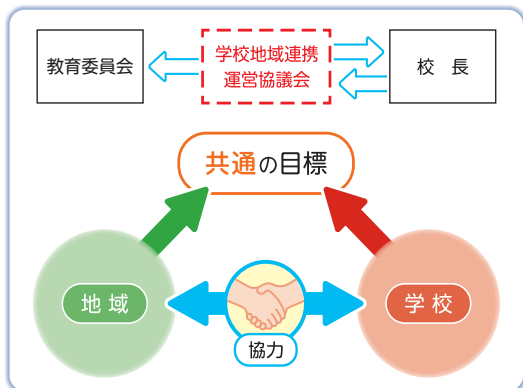 教育委員会
学校地域連携
運営協議会
校 長
共通の目標
地 域
学 校
協力